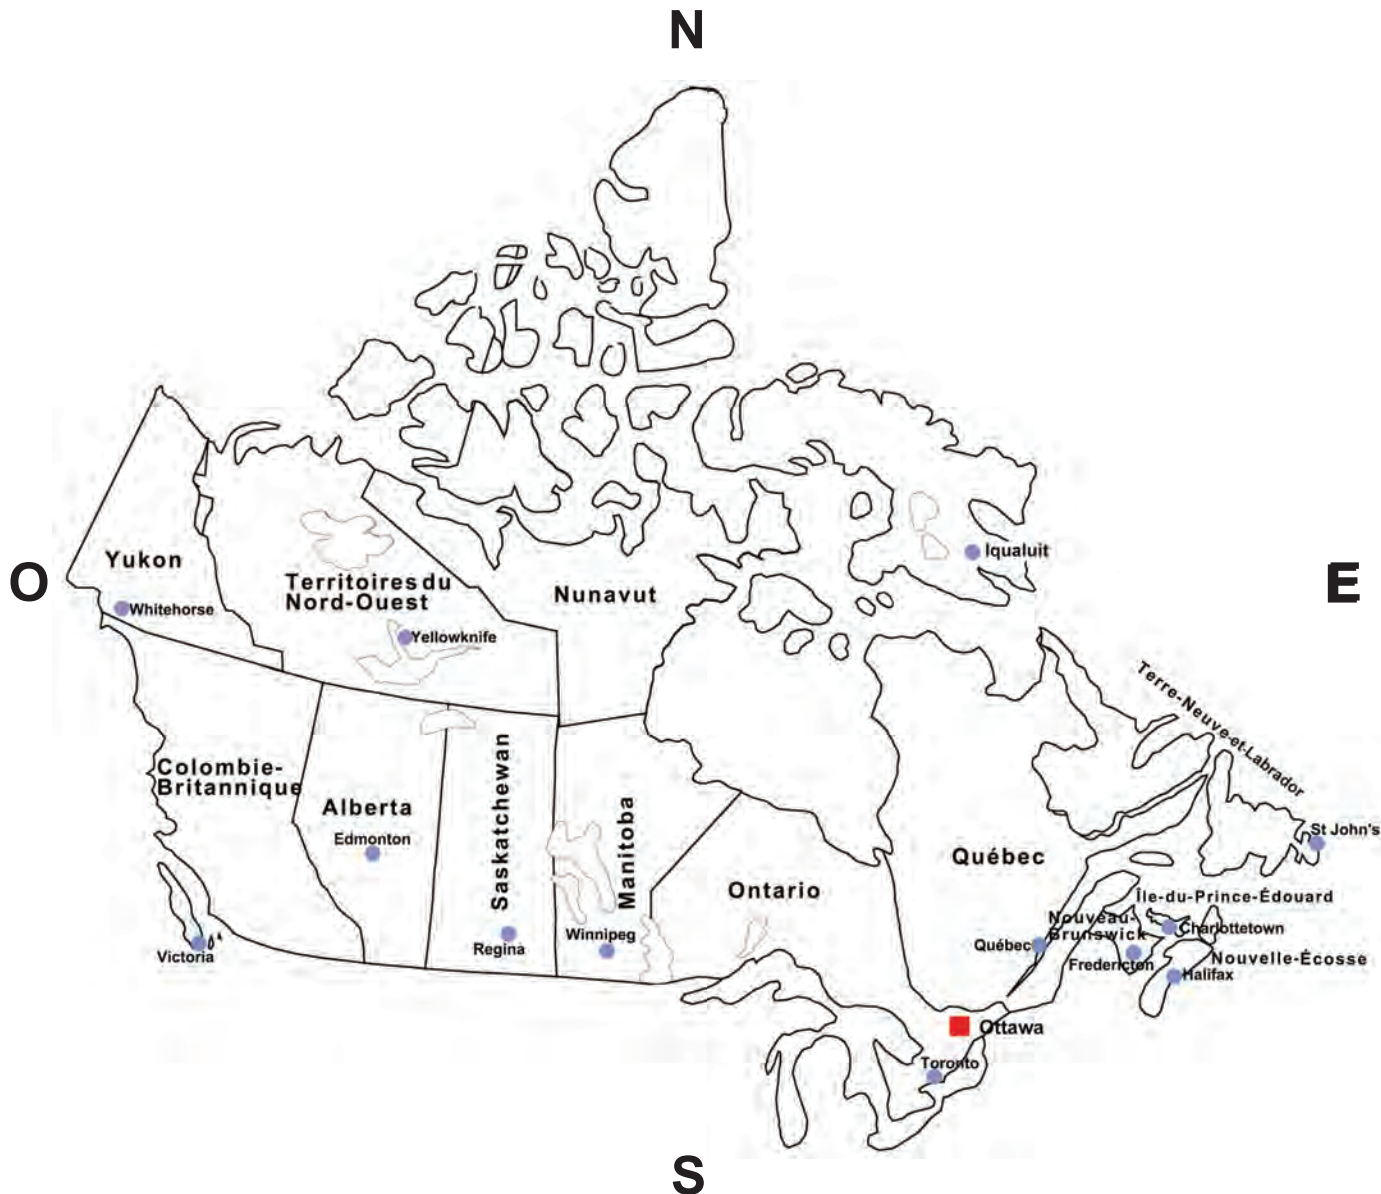 N
O
E
S
Yukon
Whitehorse
Territoires du
Nord-Ouest
Yellowknife
Nunavut
Iqualuit
Terre-Neuve-et-Labrador
Colombie-
Britannique
Alberta
Edmonton
Saskatchewan
Regina
Manitoba
Winnipeg
Ontario
Québec
St John's
Île-du-Prince-Édouard
Nouveau-
Brunswick
Charlottetown
Québec
Fredericton
Nouvelle-Écosse
Halifax
Victoria
Ottawa
Toronto